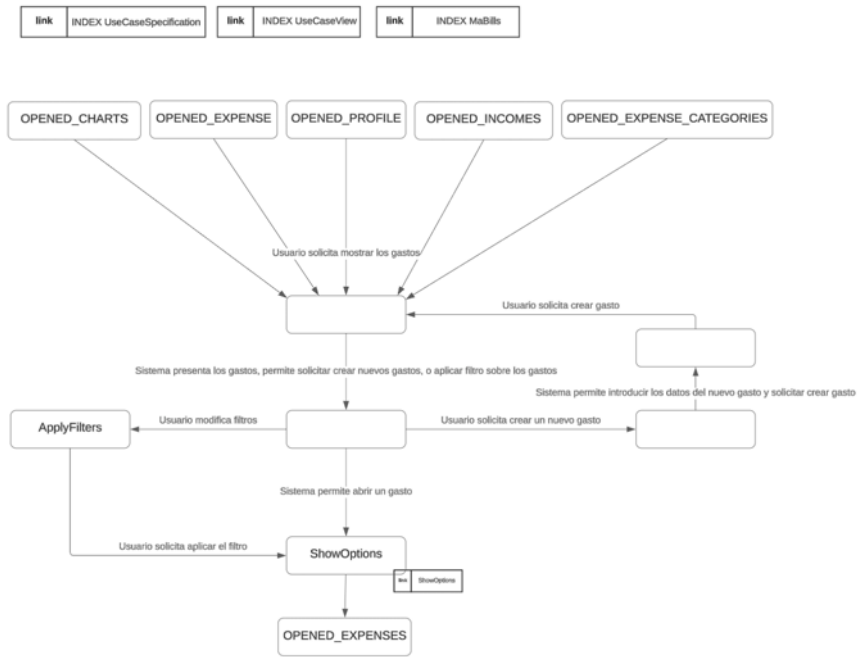 link INDEX UseCaseSpecification
link INDEX UseCaseView
link INDEX MaBills
OPENED_CHARTS
OPENED_EXPENSE
OPENED_PROFILE
OPENED_INCOMES
OPENED_EXPENSE_CATEGORIES
Usuario solicita mostrar los gastos
Usuario solicita crear gasto
Sistema presenta los gastos, permite solicitar crear nuevos gastos, o aplicar filtro sobre los gastos
Sistema permite introducir los datos del nuevo gasto y solicitar crear gasto
ApplyFilters
Usuario modifica filtros
Usuario solicita crear un nuevo gasto
Sistema permite abrir un gasto
Usuario solicita aplicar el filtro
ShowOptions
link ShowOptions
OPENED_EXPENSES